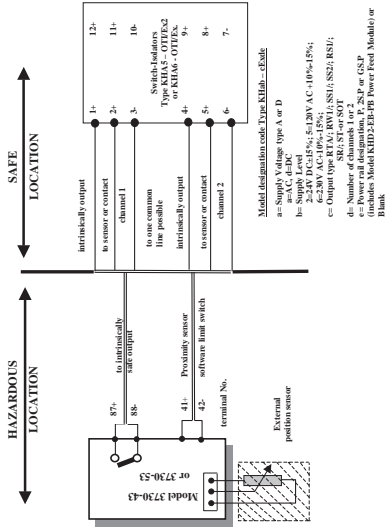 HAZARDOUS
LOCATION
SAFE
LOCATION
Model 3730-43
or 3730-53
87+
88-
41+
42-
terminal No.
to intrinsically
safe output
Proximity sensor
software limit switch
External
position sensor
intrinsically output
to sensor or contact
channel 1
to one common
line possible
intrinsically output
to sensor or contact
channel 2
1+
2+
3-
4+
5+
6-
Switch-Isolators
Type KHA5 – OTI/Ex2
or KHA6 - OTI/Ex.
12+
11+
10-
9+
8+
7-
Model designation code Type KHab – cExde
a= Supply Voltage type A or D
a=AC, d=DC
b= Supply Level
2=24V DC±15%; 5=120V AC +10%-15%;
6=230V AC+10%-15%;
c= Output type RTA/; RW1/; SS1/; SS2/; RS1/;
SR/; ST-or SOT
d= Number of channels 1 or 2
e= Power rail designation, P, 2S.P or GS.P
(includes Model KHD2-EB-PB Power Feed Module) or
Blank